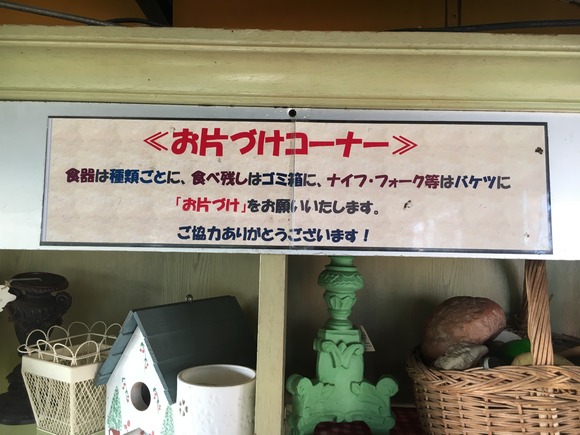 ≪お片づけコーナー≫
食器は種類ごとに、食べ残しはゴミ箱に、ナイフ・フォーク等はバケツに
「お片づけ」をお願いいたします。
ご協力ありがとうございます！